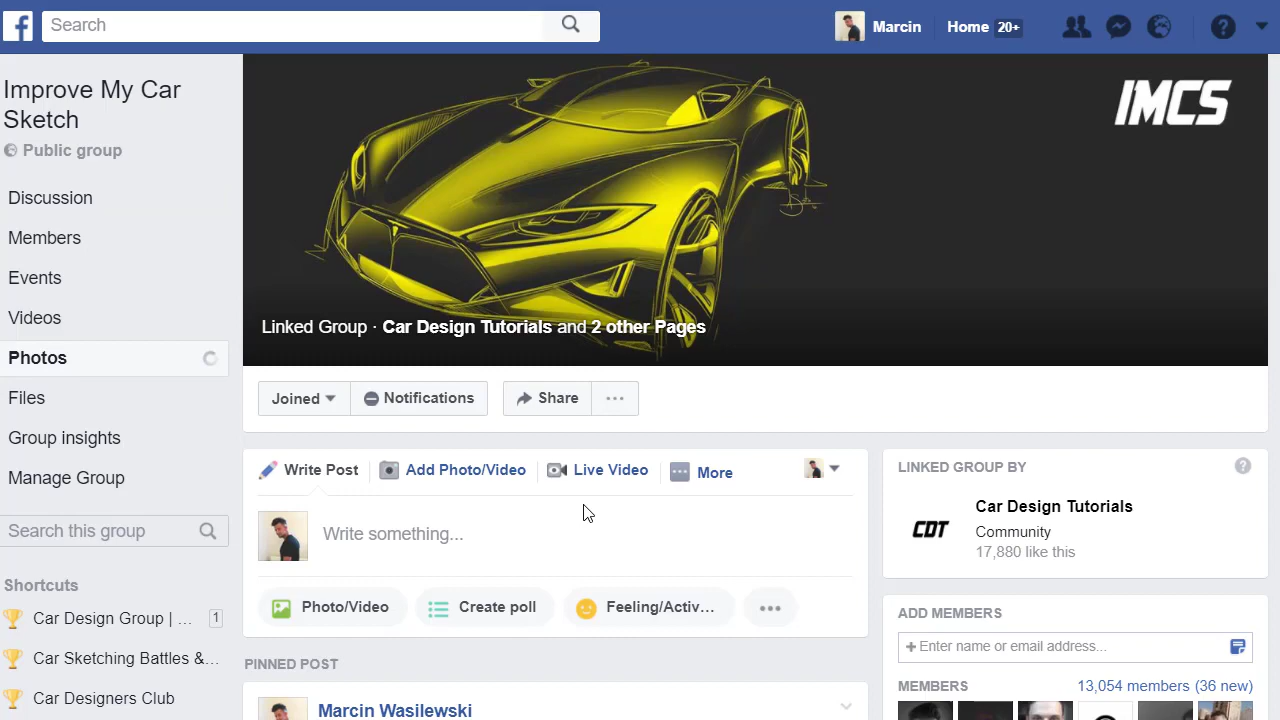 Search
Marcin
Home 20+
Improve My Car
Sketch
Public group
Discussion
Members
Events
Videos
Photos
Files
Group insights
Manage Group
Search this group
Shortcuts
Car Design Group | ...
1
Car Sketching Battles &...
Car Designers Club
IMCS
Linked Group · Car Design Tutorials and 2 other Pages
Joined
Notifications
Share
Write Post
Add Photo/Video
Live Video
More
Write something...
Photo/Video
Create poll
Feeling/Activ...
PINNED POST
Marcin Wasilewski
LINKED GROUP BY
CDT
Car Design Tutorials
Community
17,880 like this
ADD MEMBERS
+ Enter name or email address...
MEMBERS
13,054 members (36 new)